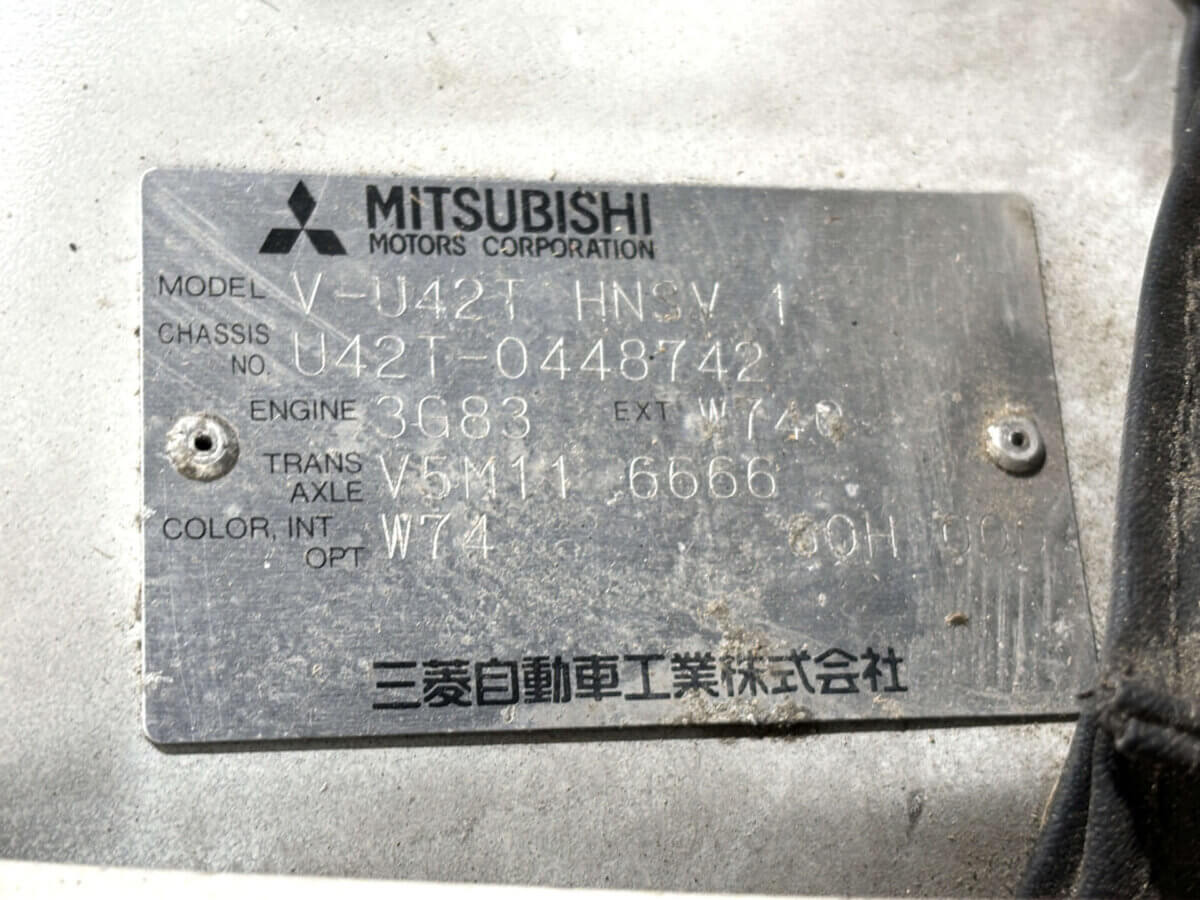 MITSUBISHI
MOTORS CORPORATION
MODEL V-U42T HNSV 1
CHASSIS NO. U42T-0448742
ENGINE 3G83 EXT
TRANS AXLE V5M11 6666
COLOR, INT OPT W74
三菱自動車工業株式会社